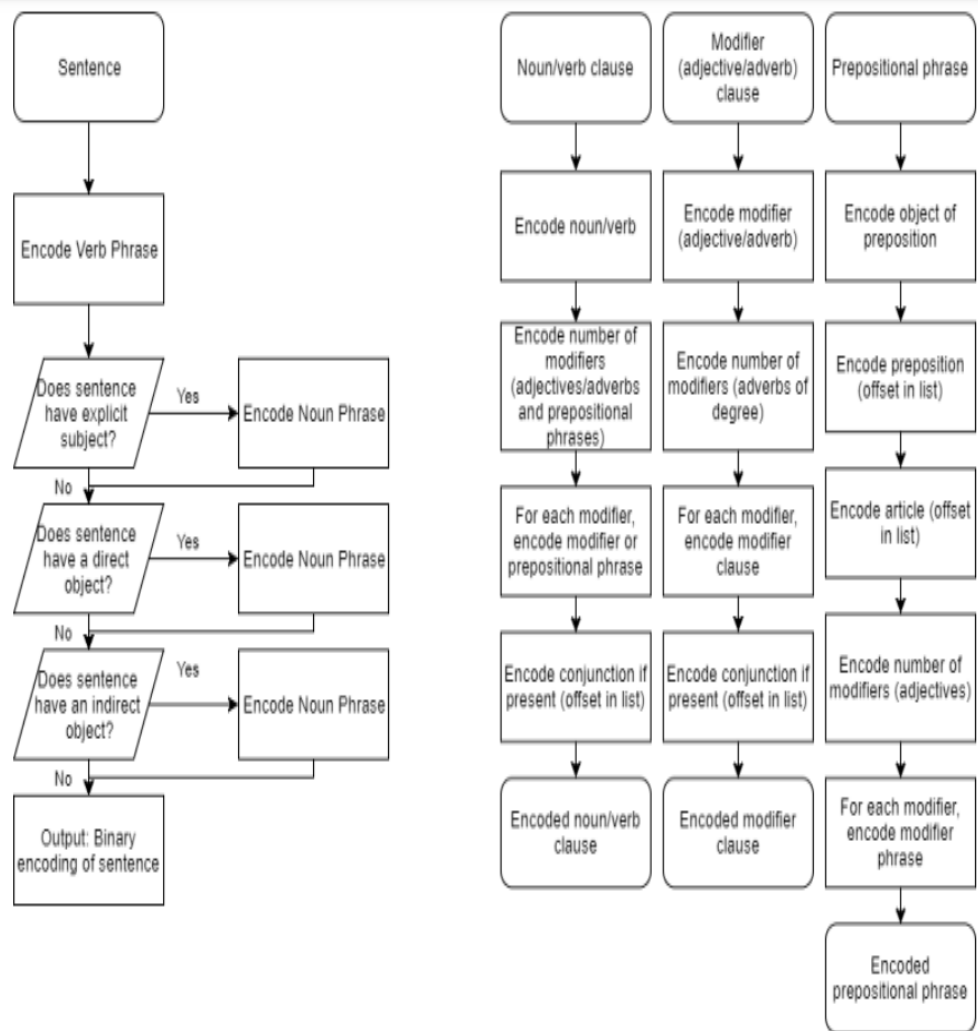 Sentence
Encode Verb Phrase
Does sentence
have explicit
subject?
Yes
Encode Noun Phrase
No
Does sentence
have a direct
object?
Yes
Encode Noun Phrase
No
Does sentence
have an indirect
object?
Yes
Encode Noun Phrase
No
Output: Binary
encoding of sentence
Noun/verb clause
Encode noun/verb
Encode number of
modifiers
(adjectives/adverbs
and prepositional
phrases)
For each modifier,
encode modifier or
prepositional phrase
Encode conjunction if
present (offset in list)
Encoded noun/verb
clause
Modifier
(adjective/adverb)
clause
Encode modifier
(adjective/adverb)
Encode number of
modifiers (adverbs of
degree)
For each modifier,
encode modifier
clause
Encode conjunction if
present (offset in list)
Encoded modifier
clause
Prepositional phrase
Encode object of
preposition
Encode preposition
(offset in list)
Encode article (offset
in list)
Encode number of
modifiers (adjectives)
For each modifier,
encode modifier
phrase
Encoded
prepositional phrase